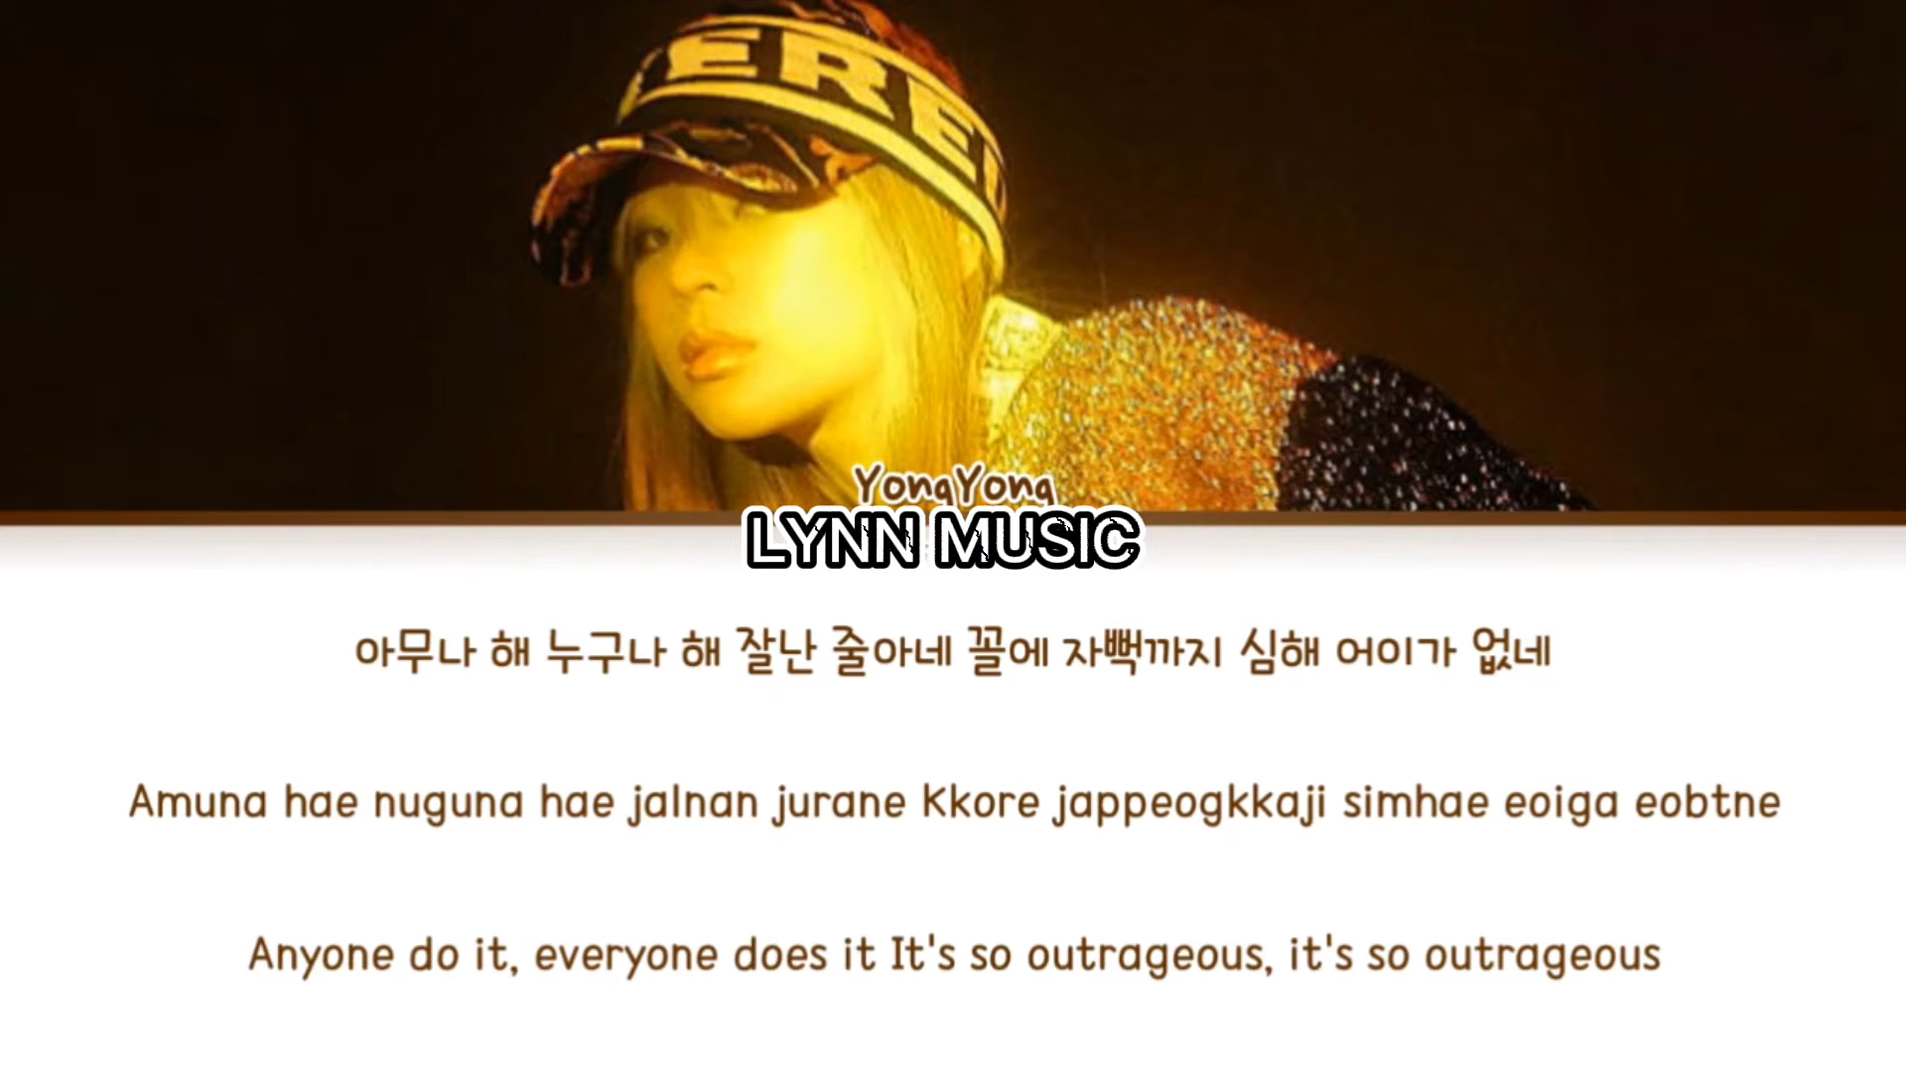 ERE
YongYong
LYNN MUSIC
아무나 해 누구나 해 잘난 줄아네 꼴에 자뻑까지 심해 어이가 없네
Amuna hae nuguna hae jalnan jurane Kkore jappeogkkaji simhae eoiga eobtne
Anyone do it, everyone does it It's so outrageous, it's so outrageous